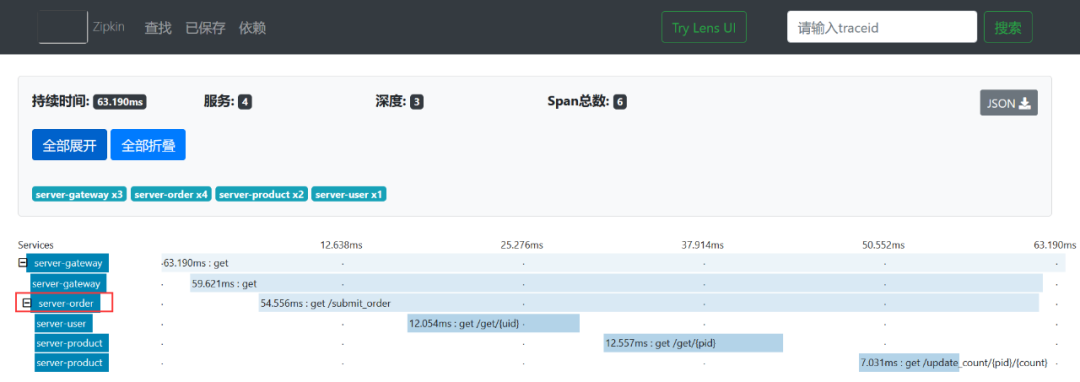 Zipkin 查找 已保存 依赖 Try Lens UI 请输入traceid 搜索
持续时间: 63.190ms 服务: 4 深度: 3 Span总数: 6 JSON
全部展开 全部折叠
server-gateway x3 server-order x4 server-product x2 server-user x1
Services 12.638ms 25.276ms 37.914ms 50.552ms 63.190ms
server-gateway 63.190ms : get
server-gateway 59.621ms : get
server-order 54.556ms : get /submit_order
server-user 12.054ms : get /get/{uid}
server-product 12.557ms : get /get/{pid}
server-product 7.031ms : get /update_count/{pid}/{count}